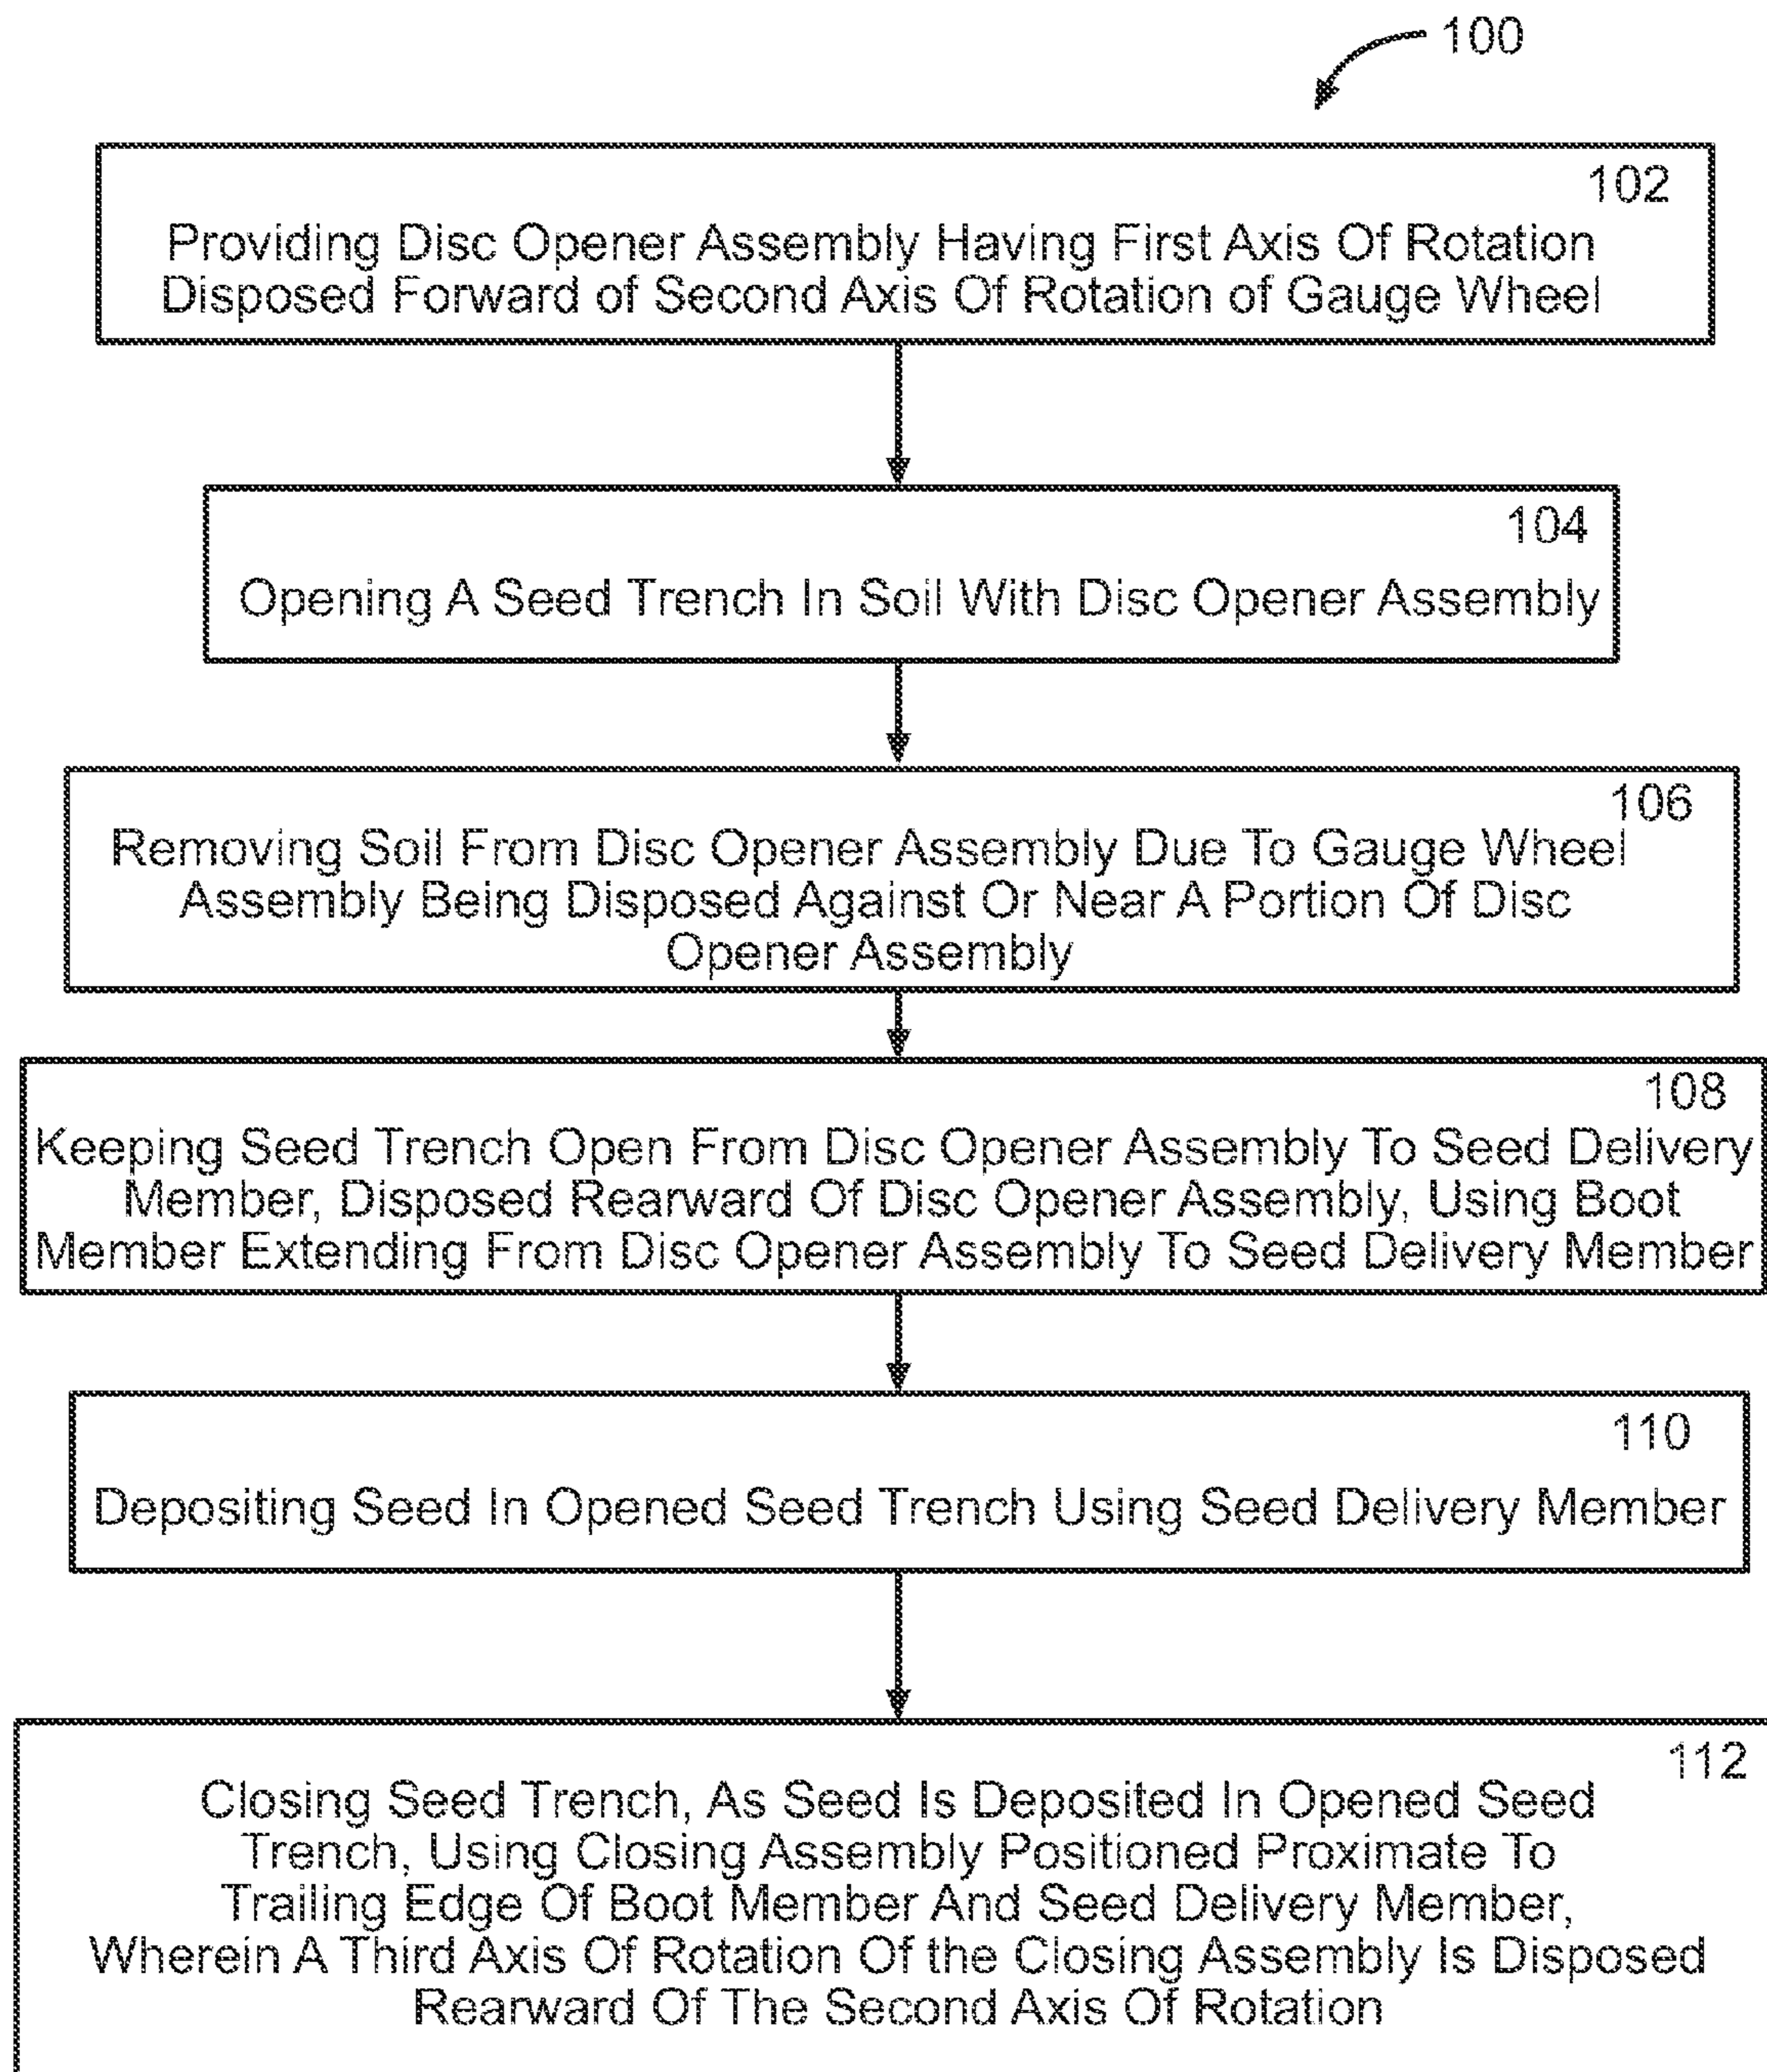 100
102
Providing Disc Opener Assembly Having First Axis Of Rotation
Disposed Forward of Second Axis Of Rotation of Gauge Wheel
104
Opening A Seed Trench In Soil With Disc Opener Assembly
106
Removing Soil From Disc Opener Assembly Due To Gauge Wheel
Assembly Being Disposed Against Or Near A Portion Of Disc
Opener Assembly
108
Keeping Seed Trench Open From Disc Opener Assembly To Seed Delivery
Member, Disposed Rearward Of Disc Opener Assembly, Using Boot
Member Extending From Disc Opener Assembly To Seed Delivery Member
110
Depositing Seed In Opened Seed Trench Using Seed Delivery Member
112
Closing Seed Trench, As Seed Is Deposited In Opened Seed
Trench, Using Closing Assembly Positioned Proximate To
Trailing Edge Of Boot Member And Seed Delivery Member,
Wherein A Third Axis Of Rotation Of the Closing Assembly Is Disposed
Rearward Of The Second Axis Of Rotation